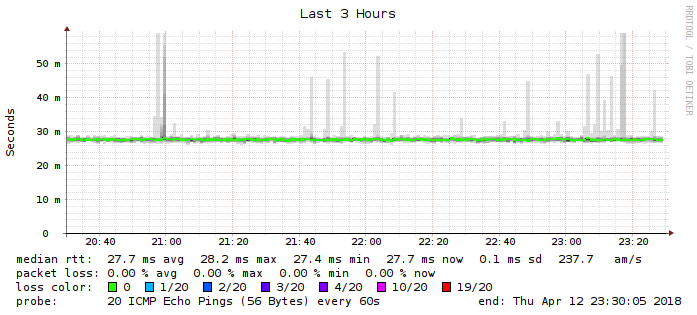 Last 3 Hours
RRDTOOL / TOBI OETIKER
Seconds
50 m
40 m
30 m
20 m
10 m
0
20:40 21:00 21:20 21:40 22:00 22:20 22:40 23:00 23:20
median rtt: 27.7 ms avg 28.2 ms max 27.4 ms min 27.7 ms now 0.1 ms sd 237.7 am/s
packet loss: 0.00 % avg 0.00 % max 0.00 % min 0.00 % now
loss color: 0 1/20 2/20 3/20 4/20 10/20 19/20
probe: 20 ICMP Echo Pings (56 Bytes) every 60s end: Thu Apr 12 23:30:05 2018